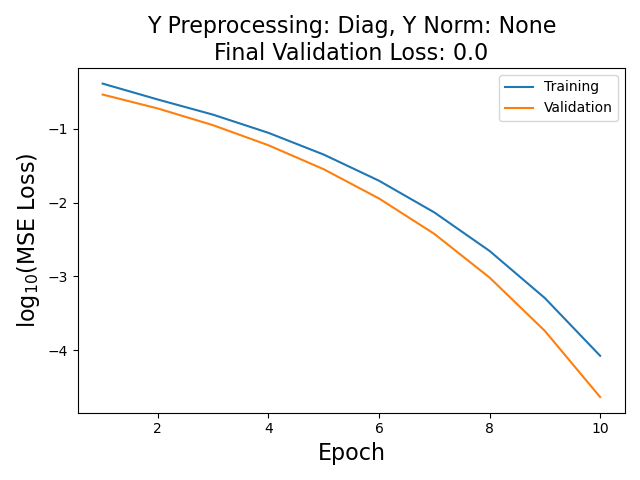 Y Preprocessing: Diag, Y Norm: None
Final Validation Loss: 0.0
Training
Validation
log₁₀(MSE Loss)
−1
−2
−3
−4
2
4
6
8
10
Epoch